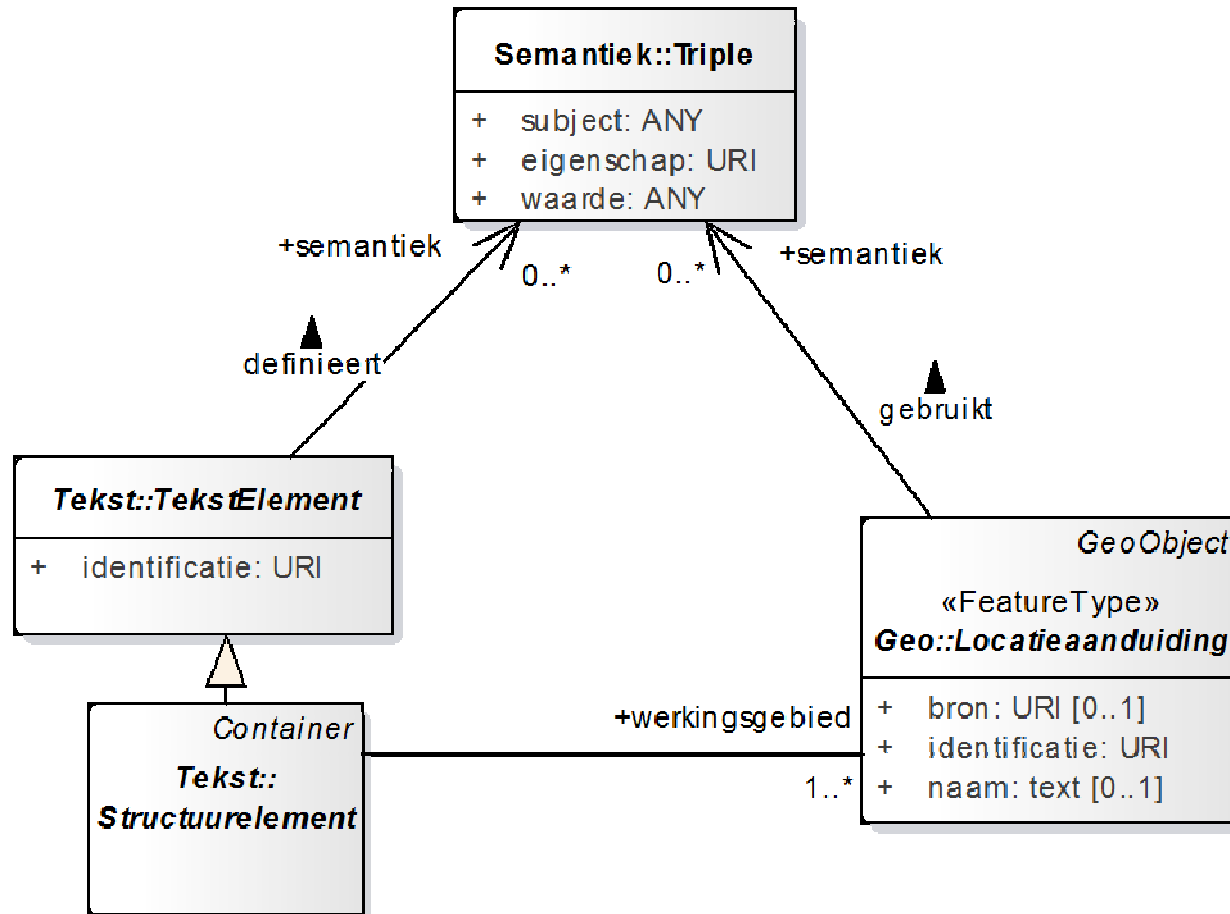 Semantiek::Triple
+ subject: ANY
+ eigenschap: URI
+ waarde: ANY
+semantiek
0..*
0..*
+semantiek
definieert
gebruikt
Tekst::TekstElement
+ identificatie: URI
GeoObject
«FeatureType»
Geo::Locatieaanduiding
+ bron: URI [0..1]
+ identificatie: URI
+ naam: text [0..1]
Container
Tekst::
Structuurelement
+werkingsgebied
1..*